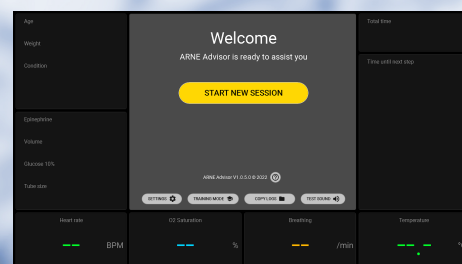 Age
Weight
Condition
Epinephrine
Volume
Glucose 10%
Tube size
Welcome
ARNE Advisor is ready to assist you
START NEW SESSION
ARNE Advisor V1.0.5.0 © 2022
SETTINGS
TRAINING MODE
COPY LOGS
TEST SOUND
Total time
Time until next step
Heart rate
-- BPM
O2 Saturation
-- %
Breathing
-- /min
Temperature
--.- °